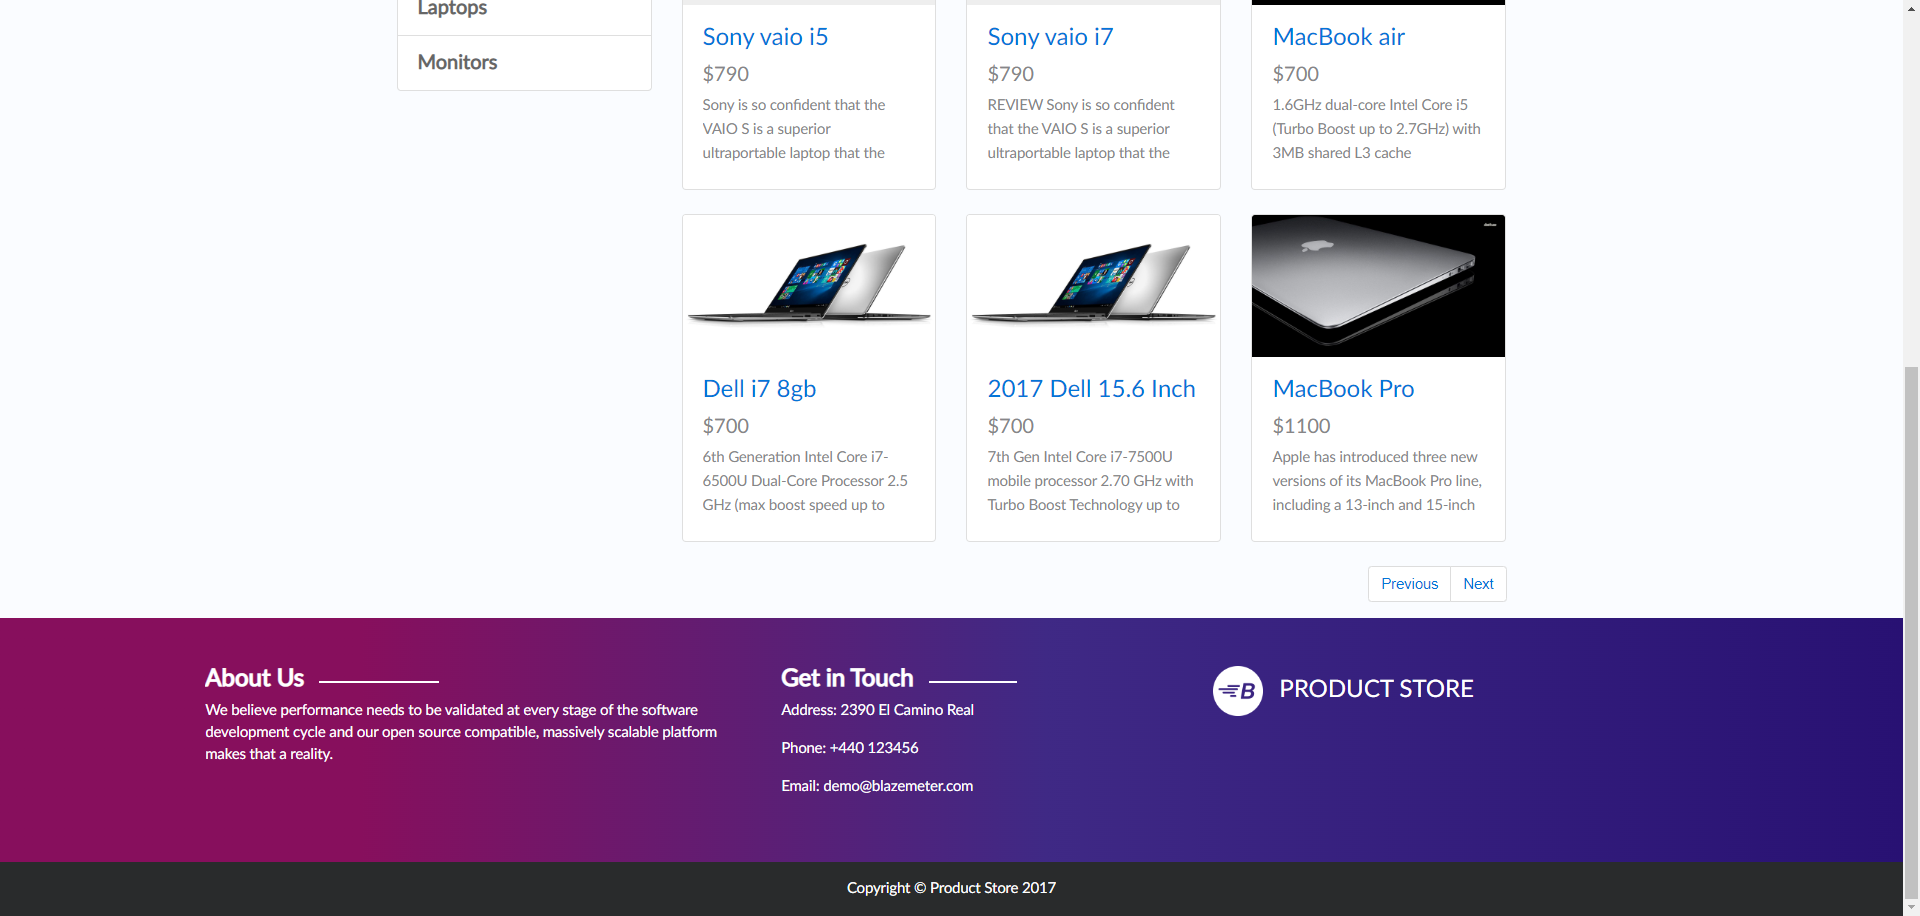 Laptops
Monitors
Sony vaio i5
$790
Sony is so confident that the
VAIO S is a superior
ultraportable laptop that the
Sony vaio i7
$790
REVIEW Sony is so confident
that the VAIO S is a superior
ultraportable laptop that the
MacBook air
$700
1.6GHz dual-core Intel Core i5
(Turbo Boost up to 2.7GHz) with
3MB shared L3 cache
Dell i7 8gb
$700
6th Generation Intel Core i7-
6500U Dual-Core Processor 2.5
GHz (max boost speed up to
2017 Dell 15.6 Inch
$700
7th Gen Intel Core i7-7500U
mobile processor 2.70 GHz with
Turbo Boost Technology up to
MacBook Pro
$1100
Apple has introduced three new
versions of its MacBook Pro line,
including a 13-inch and 15-inch
Previous
Next
About Us
We believe performance needs to be validated at every stage of the software
development cycle and our open source compatible, massively scalable platform
makes that a reality.
Get in Touch
Address: 2390 El Camino Real
Phone: +440 123456
Email: demo@blazemeter.com
B
PRODUCT STORE
Copyright © Product Store 2017